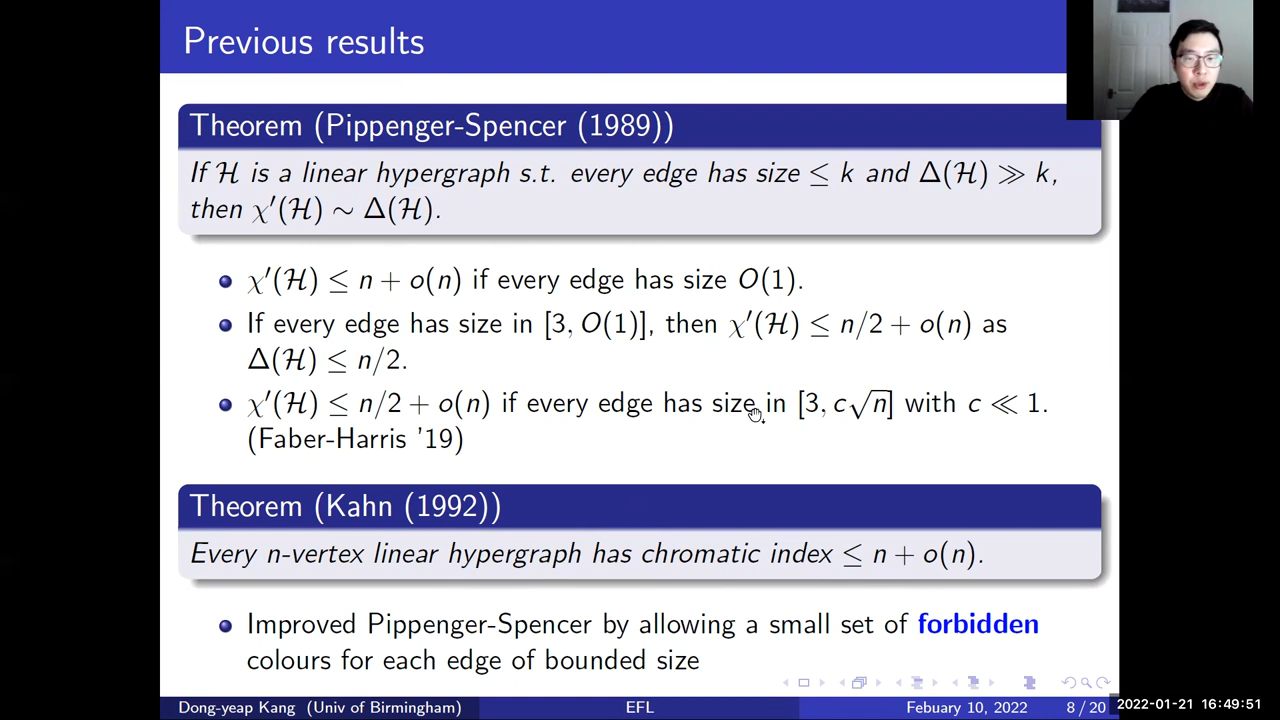 Previous results
Theorem (Pippenger-Spencer (1989))
If ℋ is a linear hypergraph s.t. every edge has size ≤ k and Δ(ℋ) ≫ k,
then χ′(ℋ) ∼ Δ(ℋ).
χ′(ℋ) ≤ n + o(n) if every edge has size O(1).
If every edge has size in [3, O(1)], then χ′(ℋ) ≤ n/2 + o(n) as
Δ(ℋ) ≤ n/2.
χ′(ℋ) ≤ n/2 + o(n) if every edge has size in [3, c√n] with c ≪ 1.
(Faber-Harris '19)
Theorem (Kahn (1992))
Every n-vertex linear hypergraph has chromatic index ≤ n + o(n).
Improved Pippenger-Spencer by allowing a small set of forbidden
colours for each edge of bounded size
Dong-yeap Kang (Univ of Birmingham) EFL Febuary 10, 2022 8 / 20
2022-01-21 16:49:51